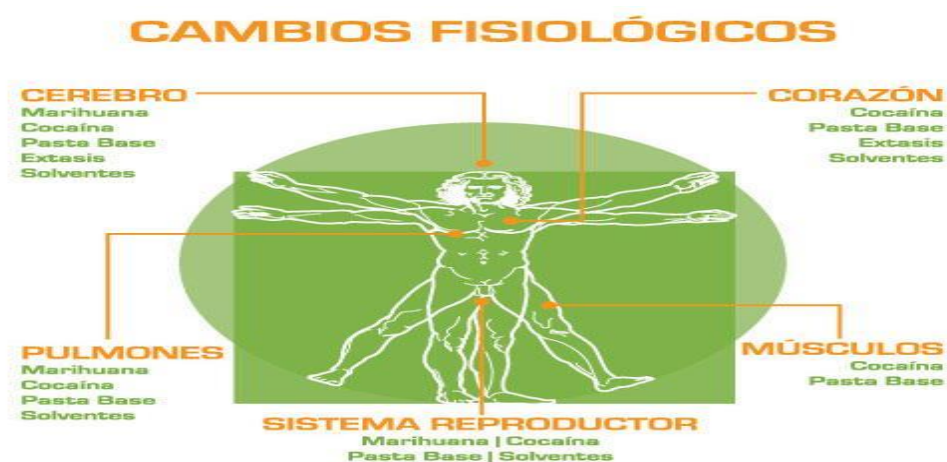 CAMBIOS FISIOLÓGICOS
CEREBRO
Marihuana
Cocaína
Pasta Base
Extasis
Solventes
CORAZÓN
Cocaína
Pasta Base
Extasis
Solventes
PULMONES
Marihuana
Cocaína
Pasta Base
Solventes
MÚSCULOS
Cocaína
Pasta Base
SISTEMA REPRODUCTOR
Marihuana | Cocaína
Pasta Base | Solventes